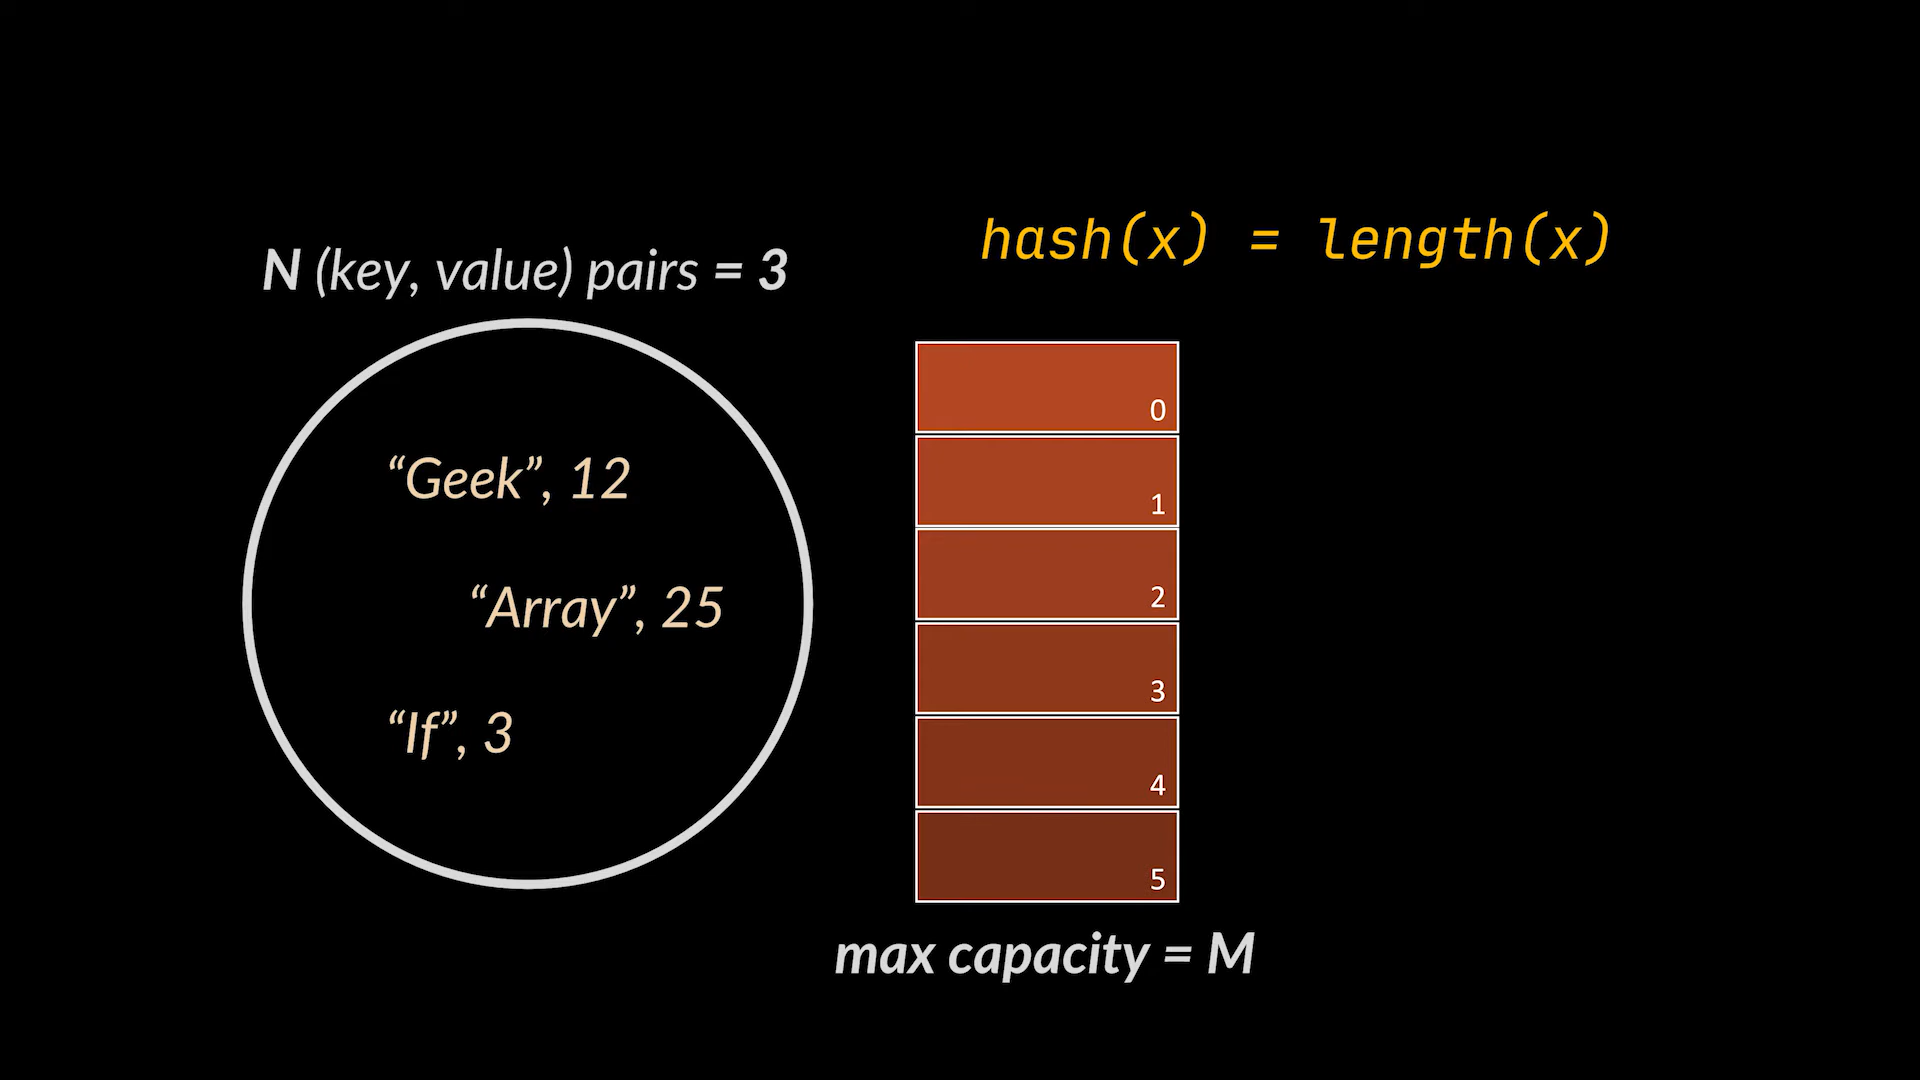 hash(x) = length(x)
N (key, value) pairs = 3
“Geek”, 12
“Array”, 25
“If”, 3
0
1
2
3
4
5
max capacity = M